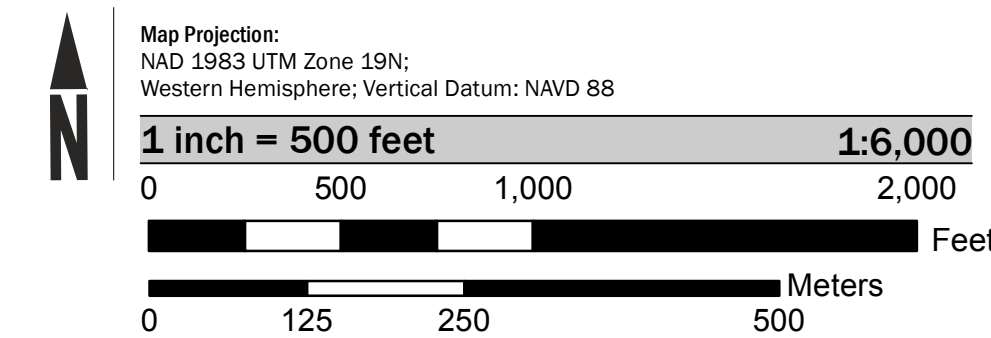 N
Map Projection:
NAD 1983 UTM Zone 19N;
Western Hemisphere; Vertical Datum: NAVD 88
1 inch = 500 feet 1:6,000
0 500 1,000 2,000
Feet
Meters
0 125 250 500